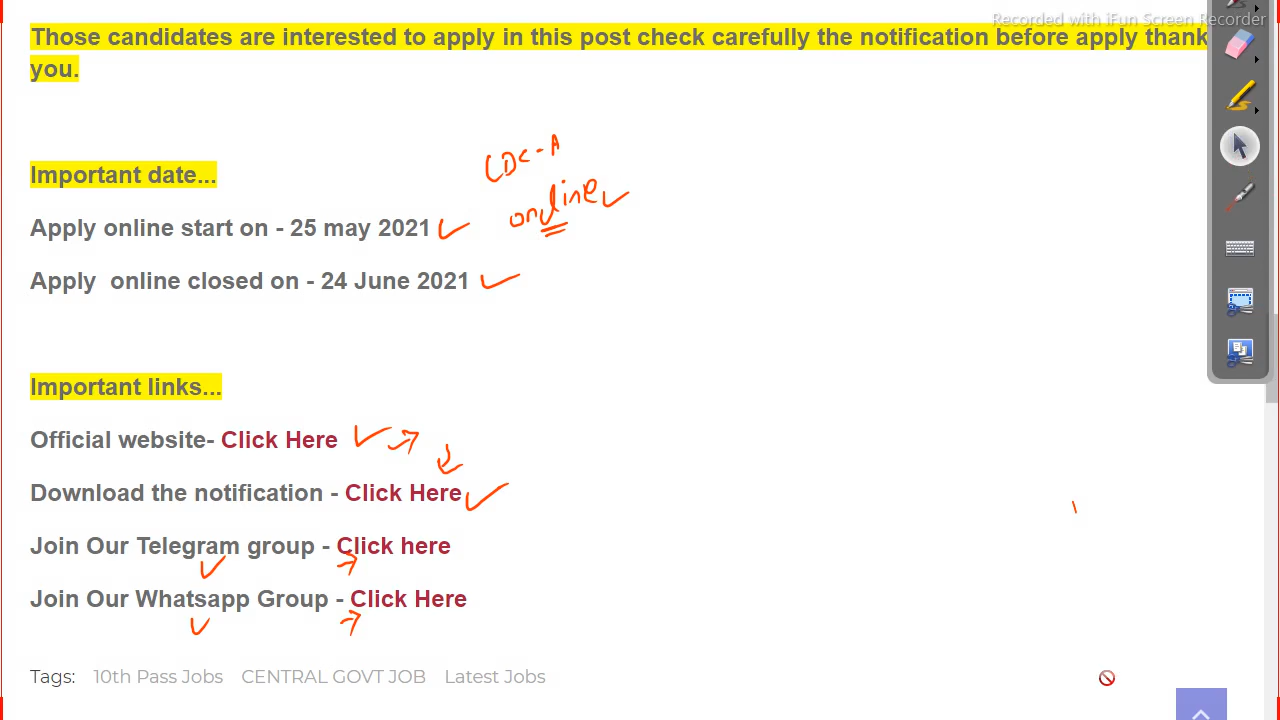 Recorded with iFun Screen Recorder
Those candidates are interested to apply in this post check carefully the notification before apply thank
you.
Important date...
Apply online start on - 25 may 2021
online
Apply  online closed on - 24 June 2021
Important links...
Official website- Click Here
Download the notification - Click Here
Join Our Telegram group - Click here
Join Our Whatsapp Group - Click Here
Tags: 10th Pass Jobs CENTRAL GOVT JOB Latest Jobs